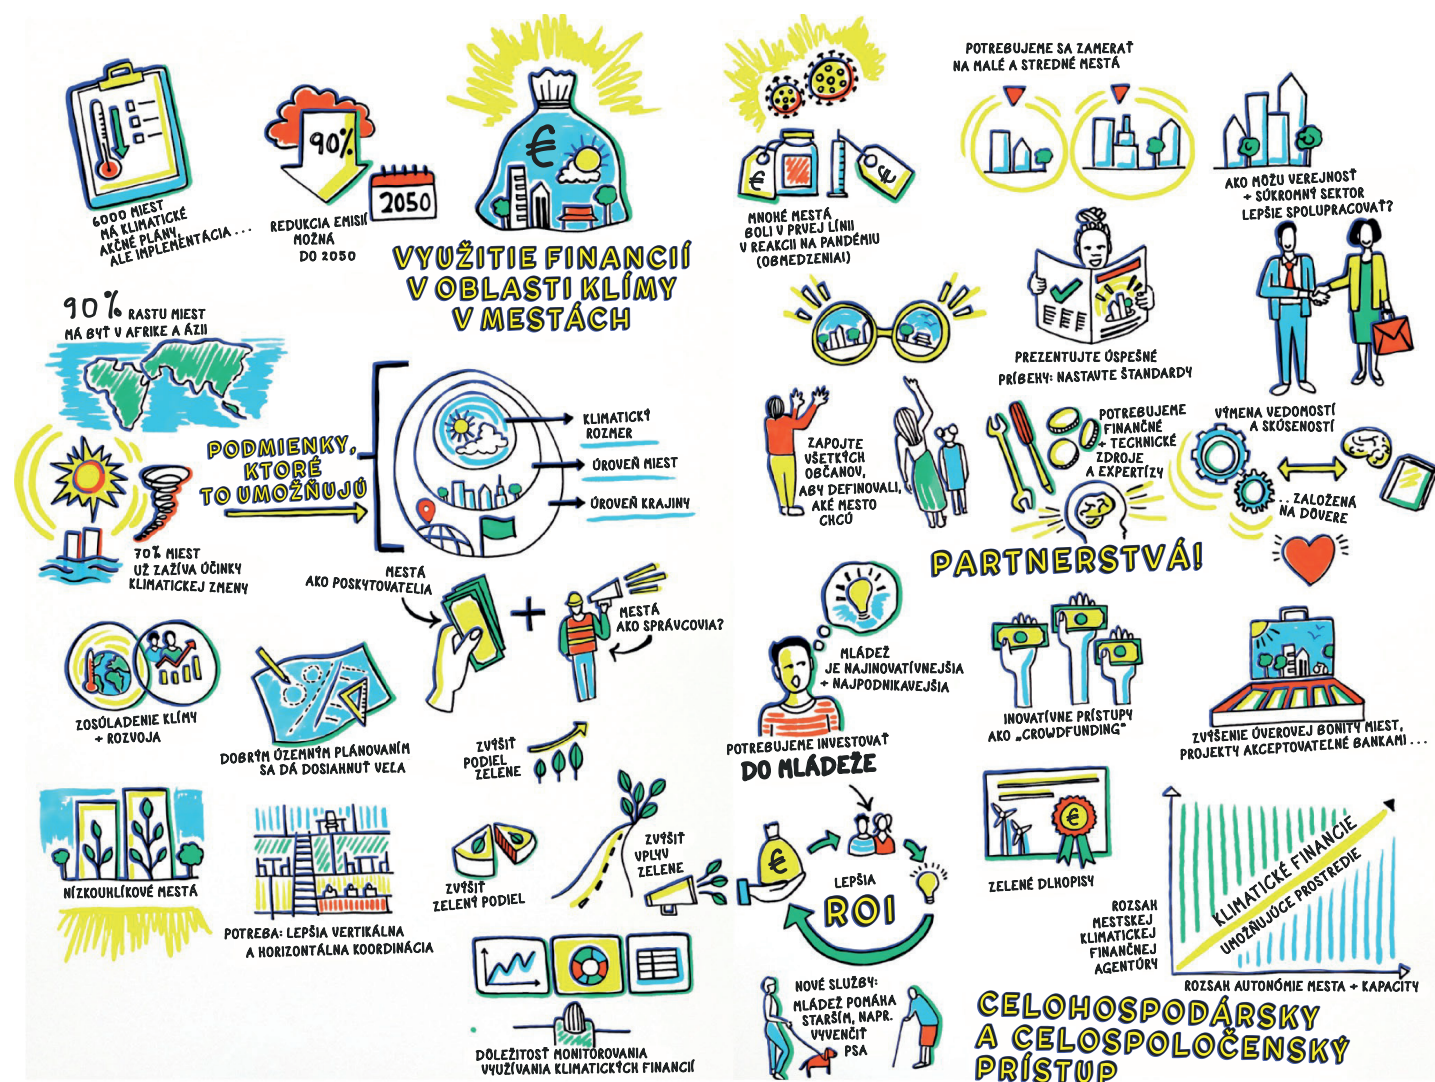 6000 MIEST
MÁ KLIMATICKÉ
AKČNÉ PLÁNY,
ALE IMPLEMENTÁCIA...
90%
2050
REDUKCIA EMISIÍ
MOŽNÁ
DO 2050
€
VYUŽITIE FINANCIÍ
V OBLASTI KLÍMY
V MESTÁCH
90% RASTU MIEST
MÁ BYŤ V AFRIKE A ÁZII
PODMIENKY,
KTORÉ
TO UMOŽŇUJÚ
KLIMATICKÝ
ROZMER
ÚROVEŇ MIEST
ÚROVEŇ KRAJINY
70% MIEST
UŽ ZAŽÍVA ÚČINKY
KLIMATICKEJ ZMENY
MESTÁ
AKO POSKYTOVATELIA
+
MESTÁ
AKO SPRÁVCOVIA?
ZOSÚLADENIE KLÍMY
+ ROZVOJA
DOBRÝM ÚZEMNÝM PLÁNOVANÍM
SA DÁ DOSIAHNUŤ VEĽA
ZVÝŠIŤ
PODIEL
ZELENE
NÍZKOUHLÍKOVÉ MESTÁ
POTREBA: LEPŠIA VERTIKÁLNA
A HORIZONTÁLNA KOORDINÁCIA
ZVÝŠIŤ
ZELENÝ PODIEL
ZVÝŠIŤ
VPLYV
ZELENE
DÔLEŽITOSŤ MONITOROVANIA
VYUŽÍVANIA KLIMATICKÝCH FINANCIÍ
€
€
MNOHÉ MESTÁ
BOLI V PRVEJ LÍNII
V REAKCII NA PANDÉMIU
(OBMEDZENIA!)
POTREBUJEME SA ZAMERAŤ
NA MALÉ A STREDNÉ MESTÁ
AKO MÔŽU VEREJNOSŤ
+ SÚKROMNÝ SEKTOR
LEPŠIE SPOLUPRACOVAŤ?
PREZENTUJTE ÚSPEŠNÉ
PRÍBEHY: NASTAVTE ŠTANDARDY
ZAPOJTE
VŠETKÝCH
OBČANOV,
ABY DEFINOVALI,
AKÉ MESTO
CHCÚ
POTREBUJEME
FINANČNÉ
+ TECHNICKÉ
ZDROJE
A EXPERTÍZY
VÝMENA VEDOMOSTÍ
A SKÚSENOSTÍ
...ZALOŽENÁ
NA DÔVERE
PARTNERSTVÁ!
MLÁDEŽ
JE NAJINOVATÍVNEJŠIA
+ NAJPODNIKAVEJŠIA
POTREBUJEME INVESTOVAŤ
DO MLÁDEŽE
INOVATÍVNE PRÍSTUPY
AKO „CROWDFUNDING“
ZVÝŠENIE ÚVEROVEJ BONITY MIEST,
PROJEKTY AKCEPTOVATEĽNÉ BANKAMI...
€
LEPŠIA
ROI
€
ZELENÉ DLHOPISY
NOVÉ SLUŽBY:
MLÁDEŽ POMÁHA
STARŠÍM, NAPR.
VYVENČIŤ
PSA
ROZSAH
MESTSKEJ
KLIMATICKEJ
FINANČNEJ
AGENTÚRY
KLIMATICKÉ FINANCIE
UMOŽŇUJÚCE PROSTREDIE
ROZSAH AUTONÓMIE MESTA + KAPACITY
CELOHOSPODÁRSKY
A CELOSPOLOČENSKÝ
PRÍSTUP